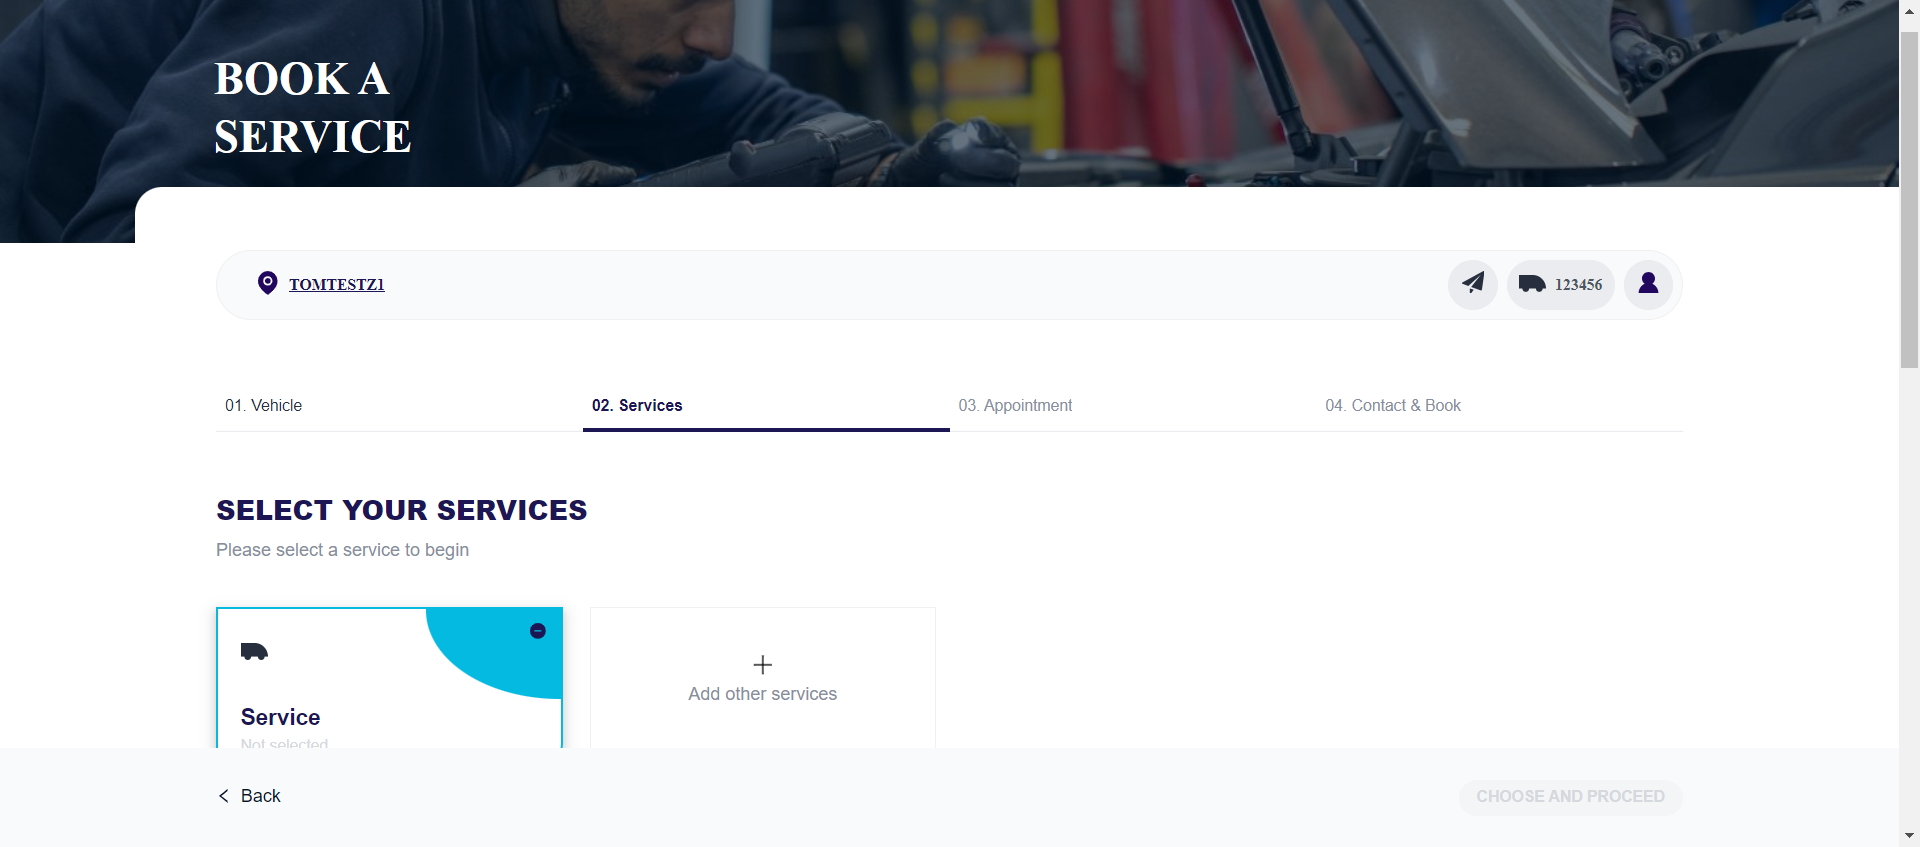 BOOK A
SERVICE
TOMTESTZ1
123456
01. Vehicle
02. Services
03. Appointment
04. Contact & Book
SELECT YOUR SERVICES
Please select a service to begin
Service
Not selected
Add other services
Back
CHOOSE AND PROCEED